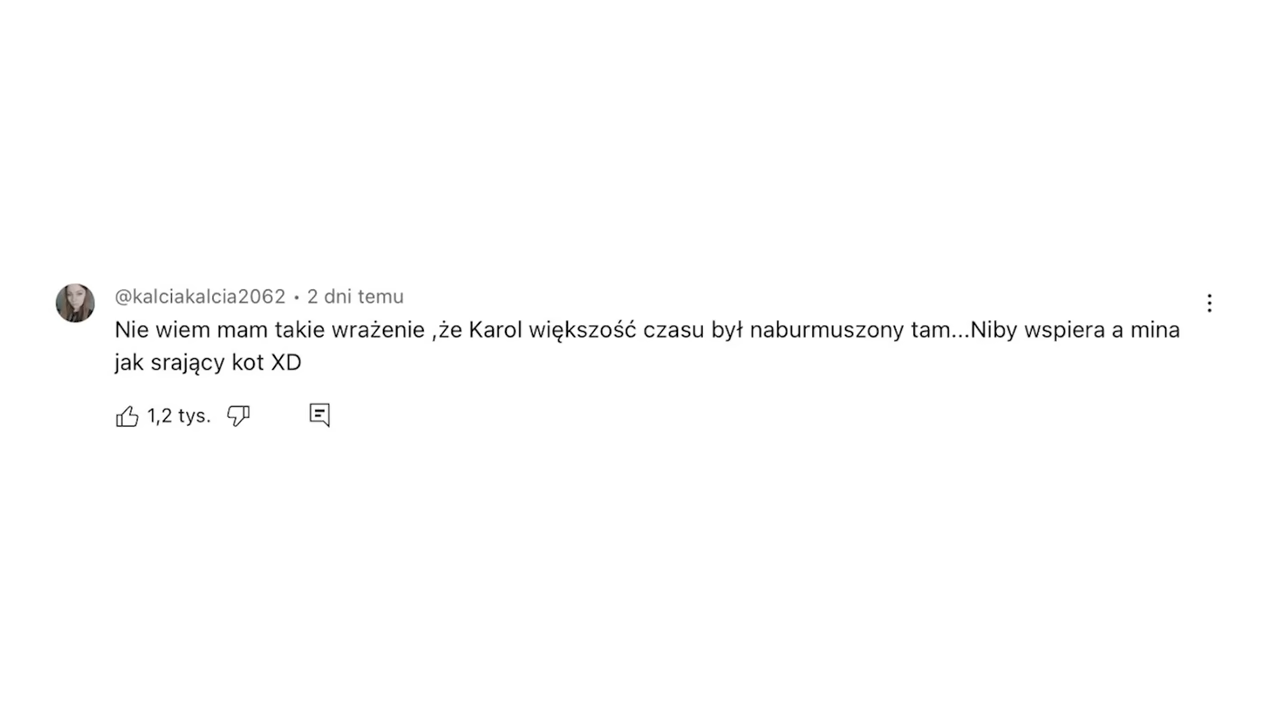 @kalciakalcia2062 • 2 dni temu
Nie wiem mam takie wrażenie ,że Karol większość czasu był naburmuszony tam...Niby wspiera a mina
jak srający kot XD
1,2 tys.